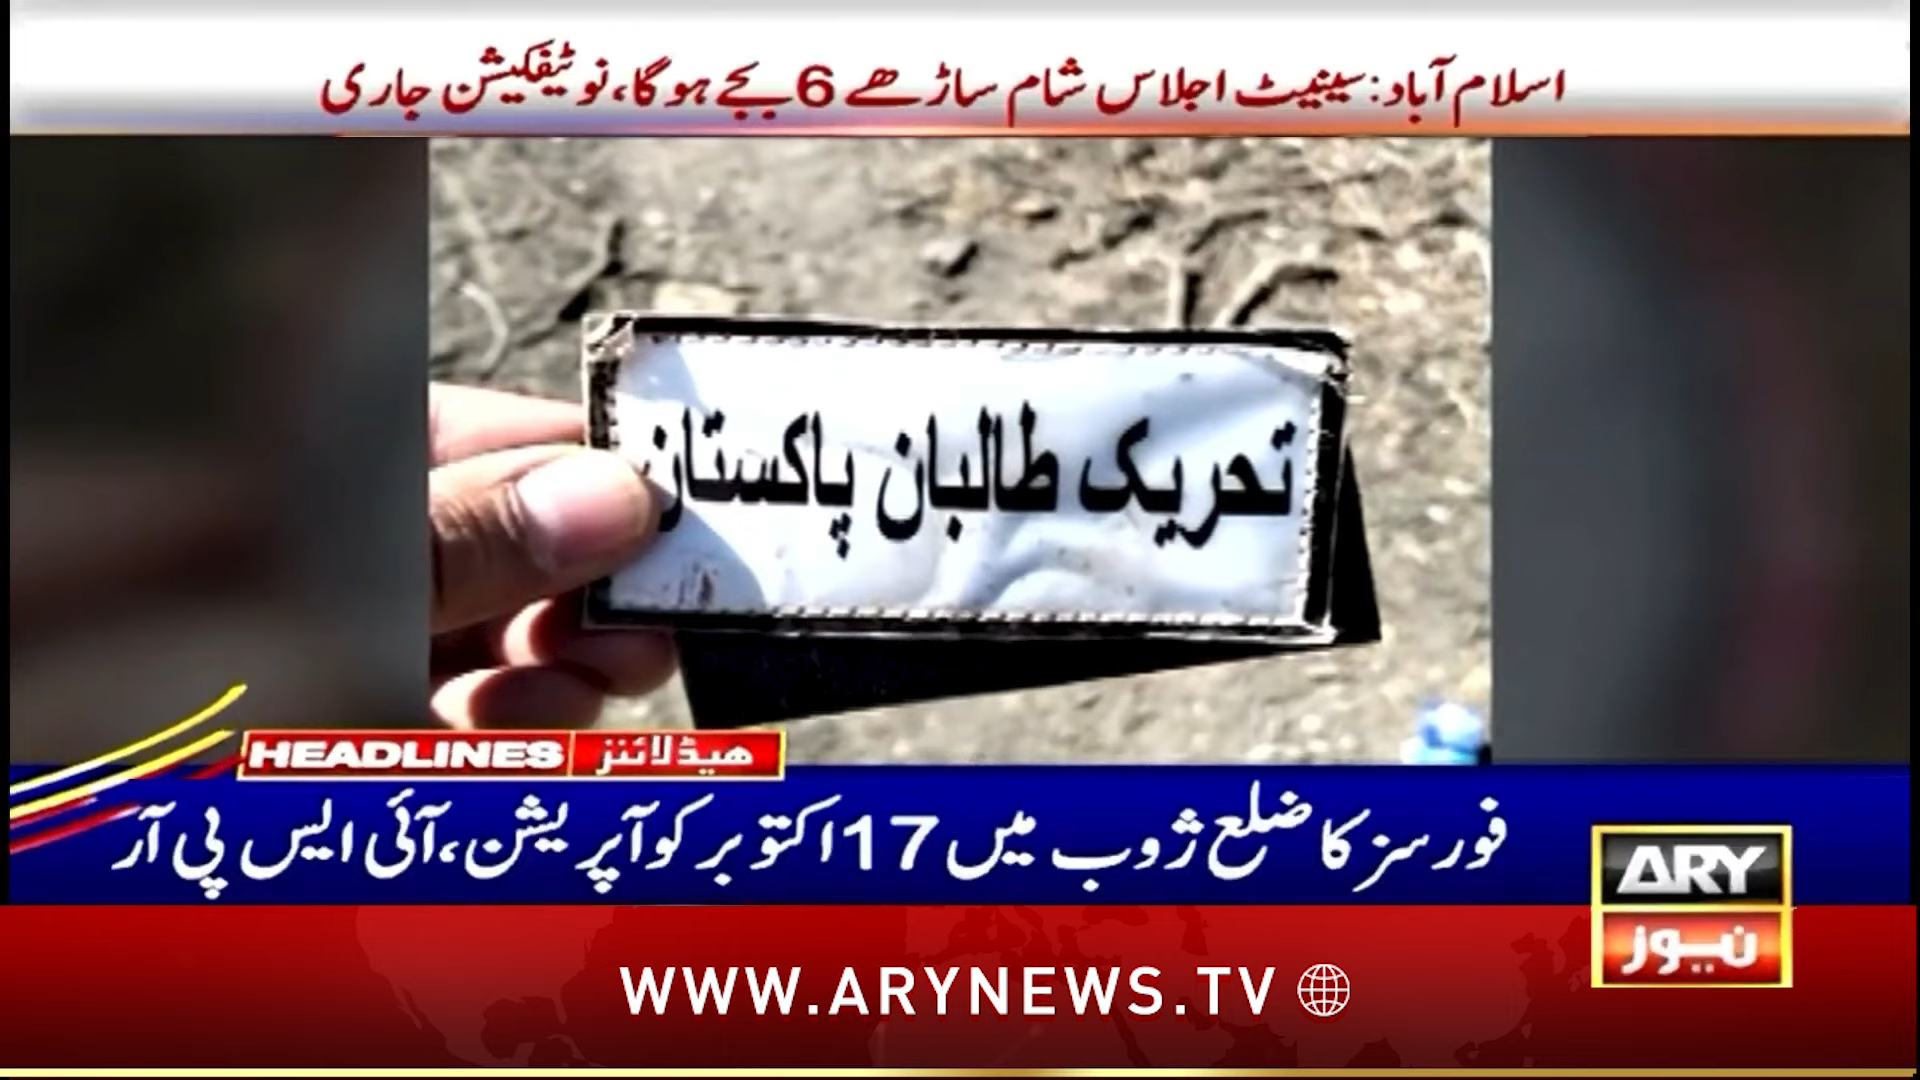 اسلام آباد: سینیٹ اجلاس شام ساڑھے 6 بجے ہوگا، نوٹیفکیشن جاری
تحریک طالبان پاکستان
HEADLINES ہیڈلائنز
فورسز کا ضلع ژوب میں 17 اکتوبر کو آپریشن، آئی ایس پی آر
ARY
نیوز
WWW.ARYNEWS.TV